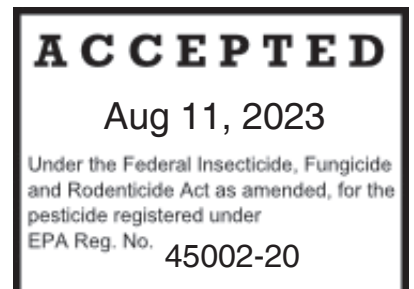 ACCEPTED
Aug 11, 2023
Under the Federal Insecticide, Fungicide
and Rodenticide Act as amended, for the
pesticide registered under
EPA Reg. No. 45002-20